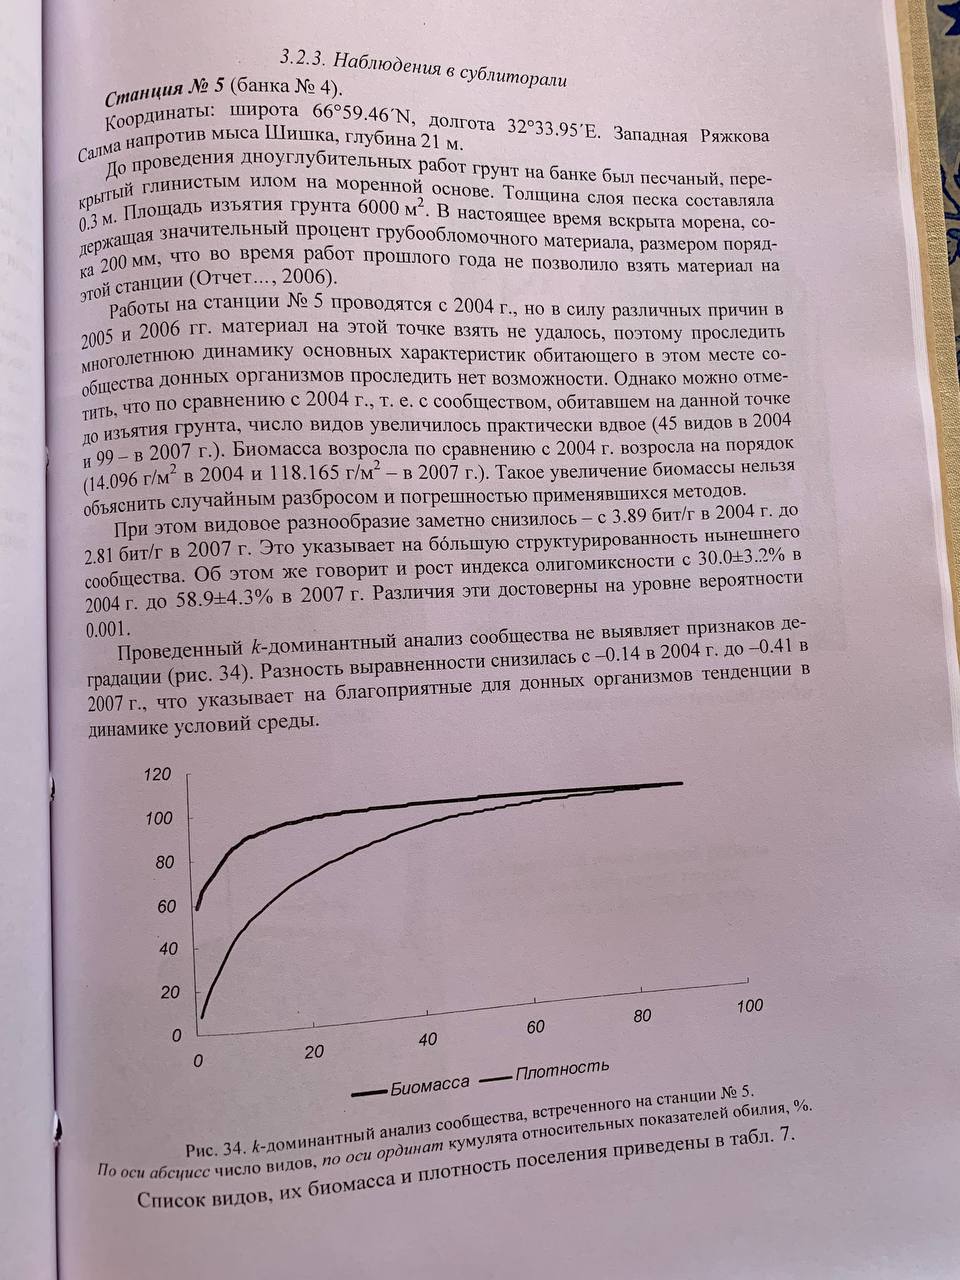 3.2.3. Наблюдения в сублиторали
Станция № 5 (банка № 4).
Координаты: широта 66°59.46′N, долгота 32°33.95′E. Западная Ряжкова
Салма напротив мыса Шишка, глубина 21 м.
До проведения дноуглубительных работ грунт на банке был песчаный, пере-
крытый глинистым илом на моренной основе. Толщина слоя песка составляла
0.3 м. Площадь изъятия грунта 6000 м². В настоящее время вскрыта морена, со-
держащая значительный процент грубообломочного материала, размером поряд-
ка 200 мм, что во время работ прошлого года не позволило взять материал на
этой станции (Отчет..., 2006).
Работы на станции № 5 проводятся с 2004 г., но в силу различных причин в
2005 и 2006 гг. материал на этой точке взять не удалось, поэтому проследить
многолетнюю динамику основных характеристик обитающего в этом месте со-
общества донных организмов проследить нет возможности. Однако можно отме-
тить, что по сравнению с 2004 г., т. е. с сообществом, обитавшем на данной точке
до изъятия грунта, число видов увеличилось практически вдвое (45 видов в 2004
и 99 – в 2007 г.). Биомасса возросла по сравнению с 2004 г. возросла на порядок
(14.096 г/м² в 2004 и 118.165 г/м² – в 2007 г.). Такое увеличение биомассы нельзя
объяснить случайным разбросом и погрешностью применявшихся методов.
При этом видовое разнообразие заметно снизилось – с 3.89 бит/г в 2004 г. до
2.81 бит/г в 2007 г. Это указывает на бо́льшую структурированность нынешнего
сообщества. Об этом же говорит и рост индекса олигомиксности с 30.0±3.2% в
2004 г. до 58.9±4.3% в 2007 г. Различия эти достоверны на уровне вероятности
0.001.
Проведенный k-доминантный анализ сообщества не выявляет признаков де-
градации (рис. 34). Разность выравненности снизилась с –0.14 в 2004 г. до –0.41 в
2007 г., что указывает на благоприятные для донных организмов тенденции в
динамике условий среды.
120
100
80
60
40
20
0
0 20 40 60 80 100
Биомасса Плотность
Рис. 34. k-доминантный анализ сообщества, встреченного на станции № 5.
По оси абсцисс число видов, по оси ординат кумулята относительных показателей обилия, %.
Список видов, их биомасса и плотность поселения приведены в табл. 7.